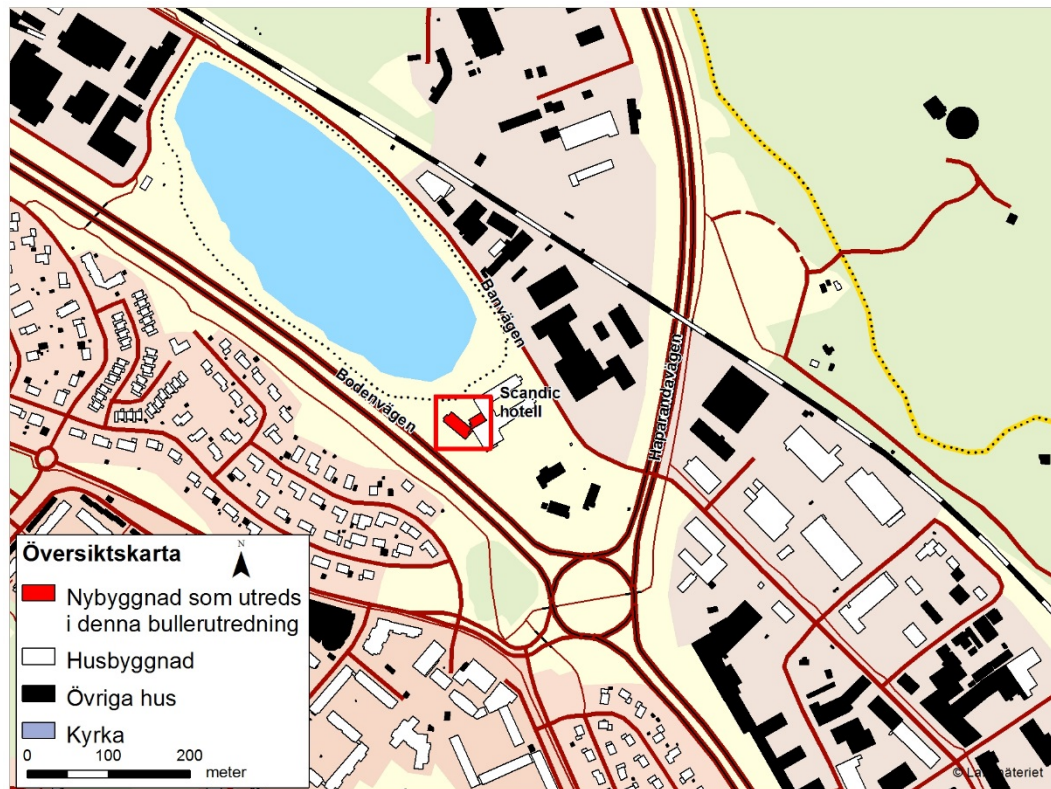 Banvägen
Scandic
hotell
Bodenvägen
Haparandavägen
Översiktskarta
N
Nybyggnad som utreds
i denna bullerutredning
Husbyggnad
Övriga hus
Kyrka
0 100 200
meter
©